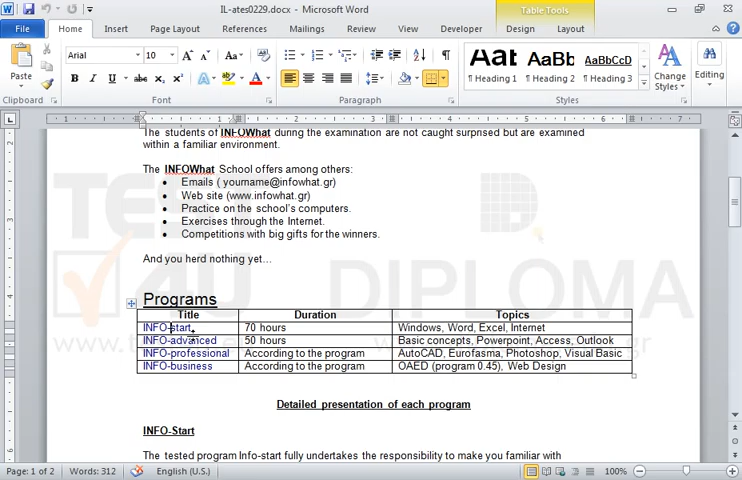 IL-ates0229.docx - Microsoft Word
Table Tools
File Home Insert Page Layout References Mailings Review View Developer Design Layout
Paste
Clipboard
Arial 10
B I U abc x₂ x² A A
Font
Paragraph
AaBbC AaBb AaBbCcD
¶ Heading 1 ¶ Heading 2 ¶ Heading 3
Change Styles
Styles
Editing
The students of INFOWhat during the examination are not caught surprised but are examined
within a familiar environment.
The INFOWhat School offers among others:
• Emails ( yourname@infowhat.gr)
• Web site (www.infowhat.gr)
• Practice on the school's computers.
• Exercises through the Internet.
• Competitions with big gifts for the winners.
And you herd nothing yet…
TEST4U DIPLOMA
Programs
Title Duration Topics
INFO-start 70 hours Windows, Word, Excel, Internet
INFO-advanced 50 hours Basic concepts, Powerpoint, Access, Outlook
INFO-professional According to the program AutoCAD, Eurofasma, Photoshop, Visual Basic
INFO-business According to the program OAED (program 0.45), Web Design
Detailed presentation of each program
INFO-Start
The tested program Info-start fully undertakes the responsibility to make you familiar with
Page: 1 of 2 Words: 312 English (U.S.) 100%